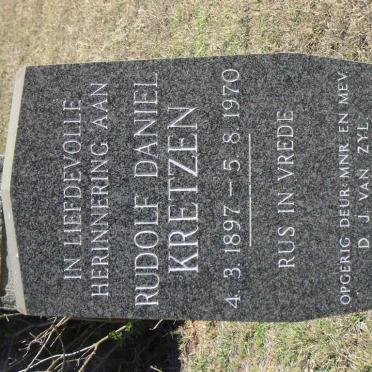 IN LIEFDEVOLLE
HERINNERING AAN
RUDOLF DANIEL
KRETZEN
4.3.1897 — 5.8.1970
RUS IN VREDE
OPGERIG DEUR MNR EN MEV
D. J. VAN ZYL